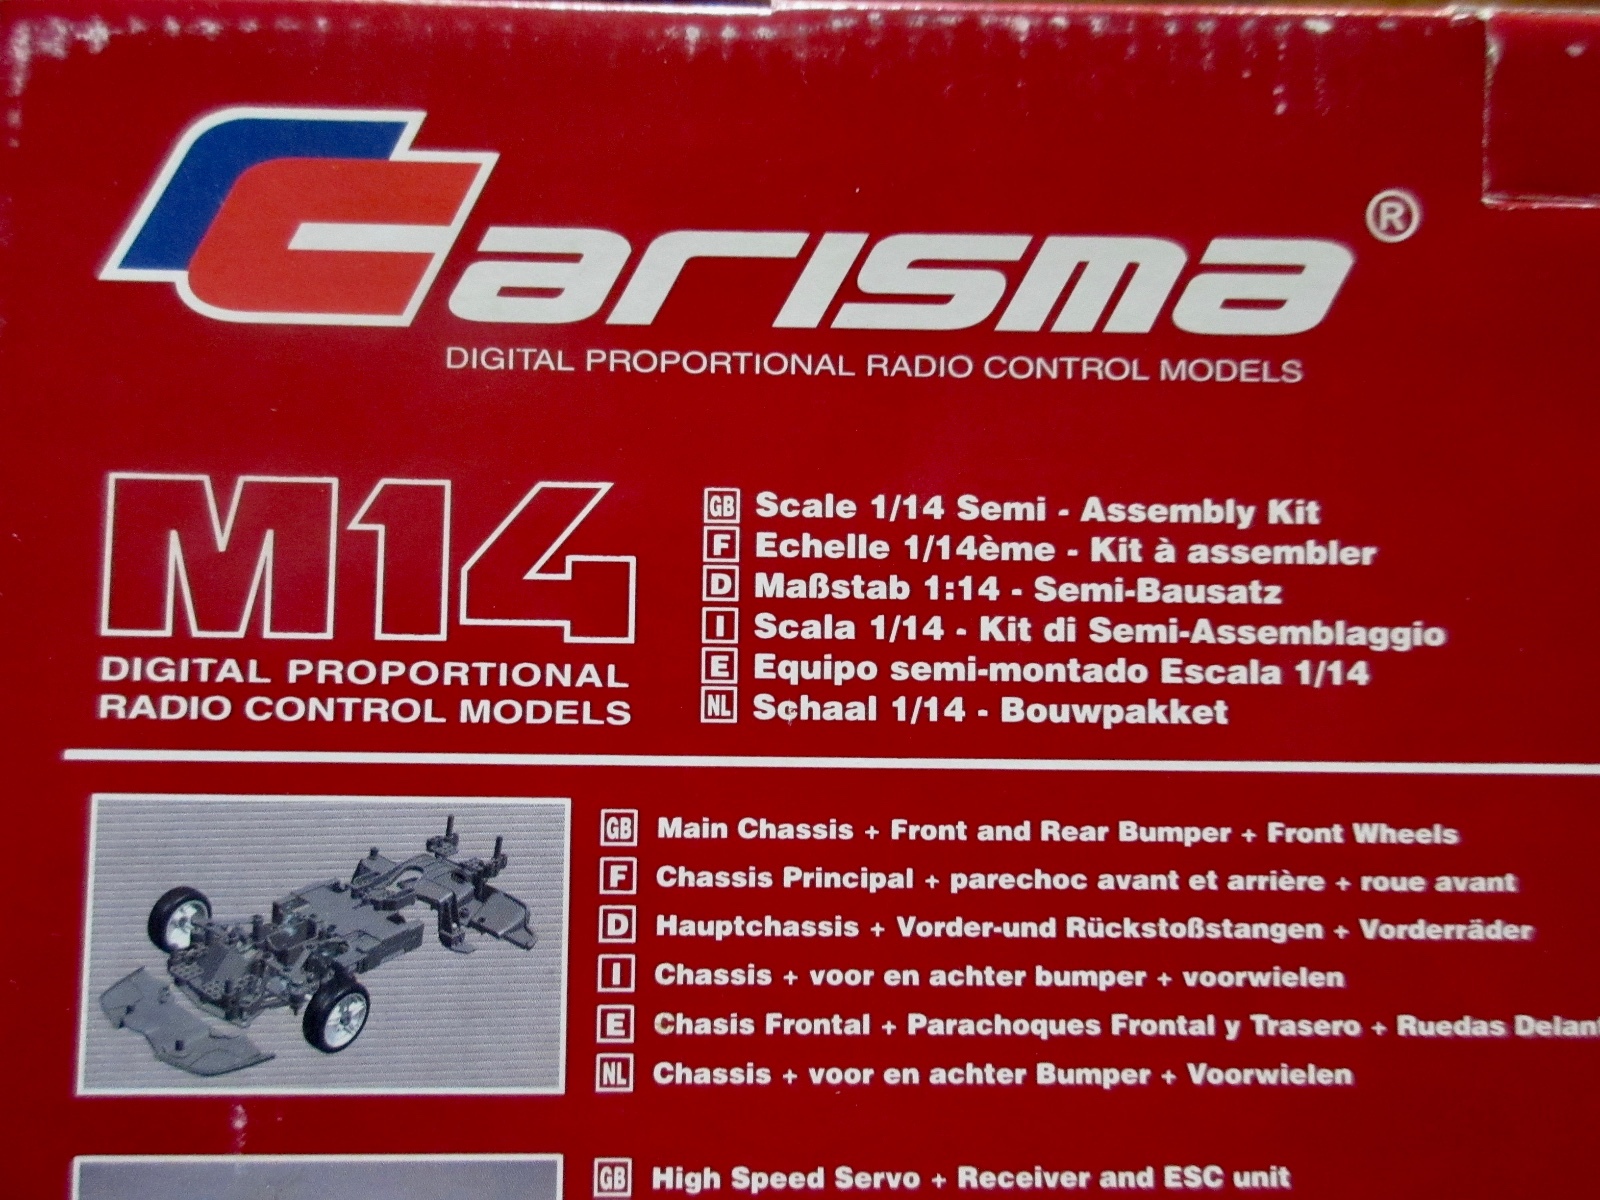 Carisma®
DIGITAL PROPORTIONAL RADIO CONTROL MODELS
M14
DIGITAL PROPORTIONAL
RADIO CONTROL MODELS
GB Scale 1/14 Semi - Assembly Kit
F Echelle 1/14ème - Kit à assembler
D Maßstab 1:14 - Semi-Bausatz
I Scala 1/14 - Kit di Semi-Assemblaggio
E Equipo semi-montado Escala 1/14
NL Schaal 1/14 - Bouwpakket
GB Main Chassis + Front and Rear Bumper + Front Wheels
F Chassis Principal + parechoc avant et arrière + roue avant
D Hauptchassis + Vorder-und Rückstoßstangen + Vorderräder
I Chassis + voor en achter bumper + voorwielen
E Chasis Frontal + Parachoques Frontal y Trasero + Ruedas Delant
NL Chassis + voor en achter Bumper + Voorwielen
GB High Speed Servo + Receiver and ESC unit